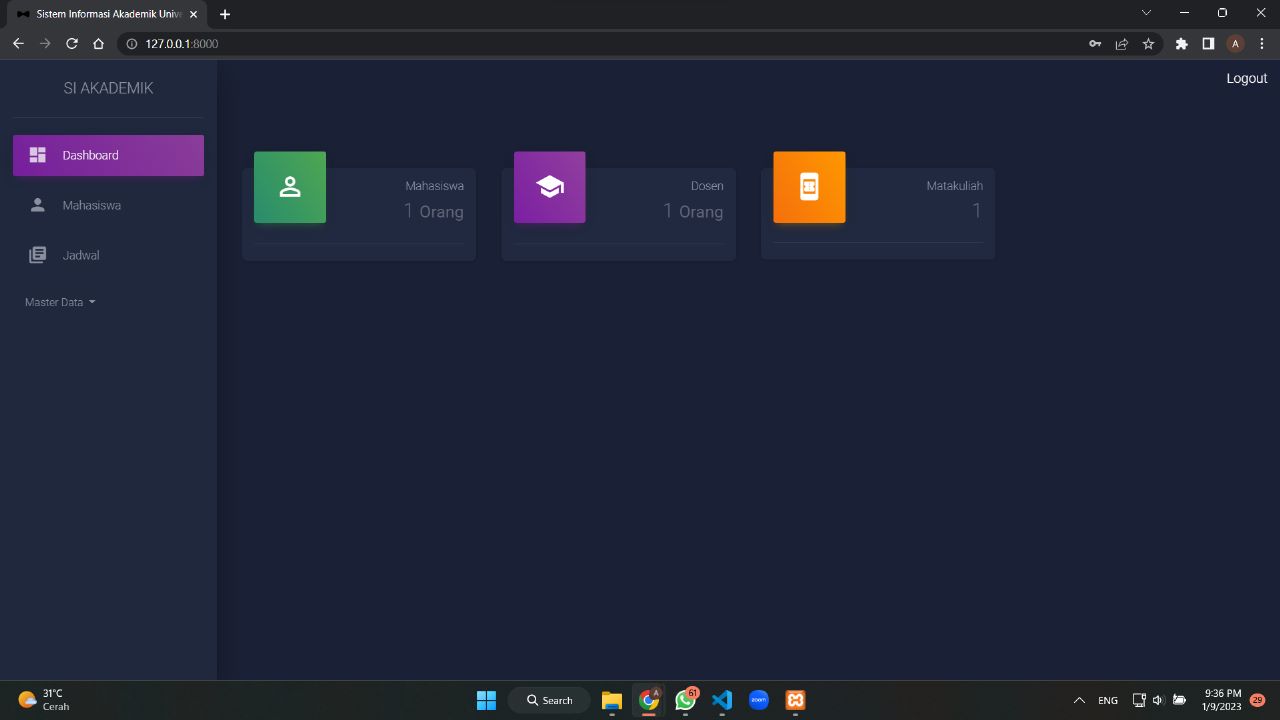 Sistem Informasi Akademik Unive
127.0.0.1:8000
A
SI AKADEMIK
Logout
Dashboard
Mahasiswa
Jadwal
Master Data
Mahasiswa
1 Orang
Dosen
1 Orang
Matakuliah
1
31°C
Cerah
Search
A
61
zoom
ENG
9:36 PM
1/9/2023
29